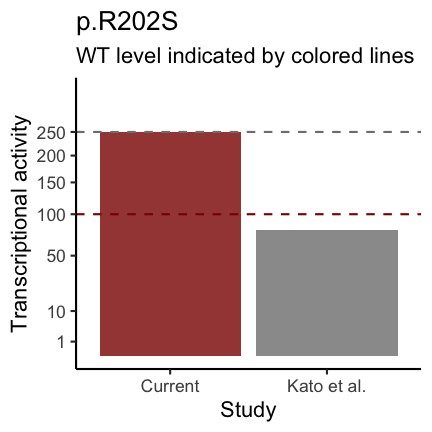 p.R202S
WT level indicated by colored lines
Transcriptional activity
250
200
150
100
50
10
1
Current
Kato et al.
Study